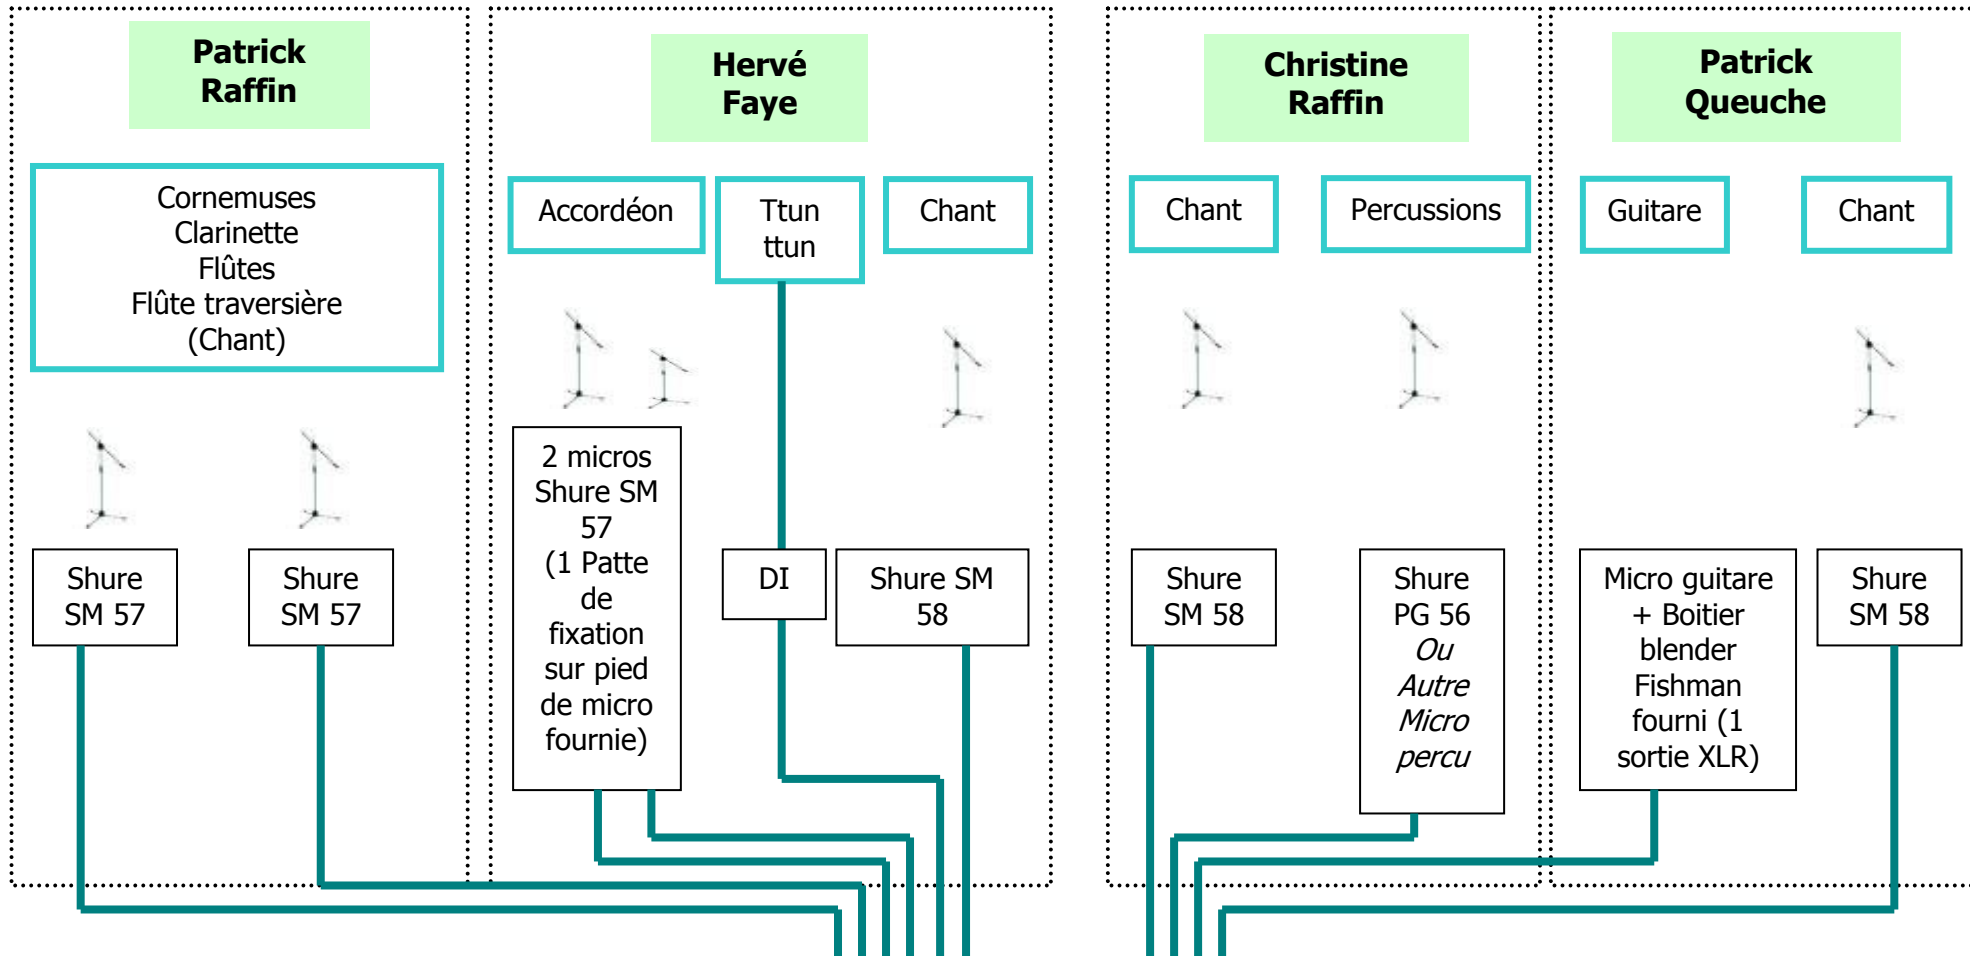 Patrick
Raffin
Cornemuses
Clarinette
Flûtes
Flûte traversière
(Chant)
Shure
SM 57
Shure
SM 57
Hervé
Faye
Accordéon
Ttun
ttun
Chant
2 micros
Shure SM
57
(1 Patte
de
fixation
sur pied
de micro
fournie)
DI
Shure SM
58
Christine
Raffin
Chant
Percussions
Shure
SM 58
Shure
PG 56
Ou
Autre
Micro
percu
Patrick
Queuche
Guitare
Chant
Micro guitare
+ Boitier
blender
Fishman
fourni (1
sortie XLR)
Shure
SM 58